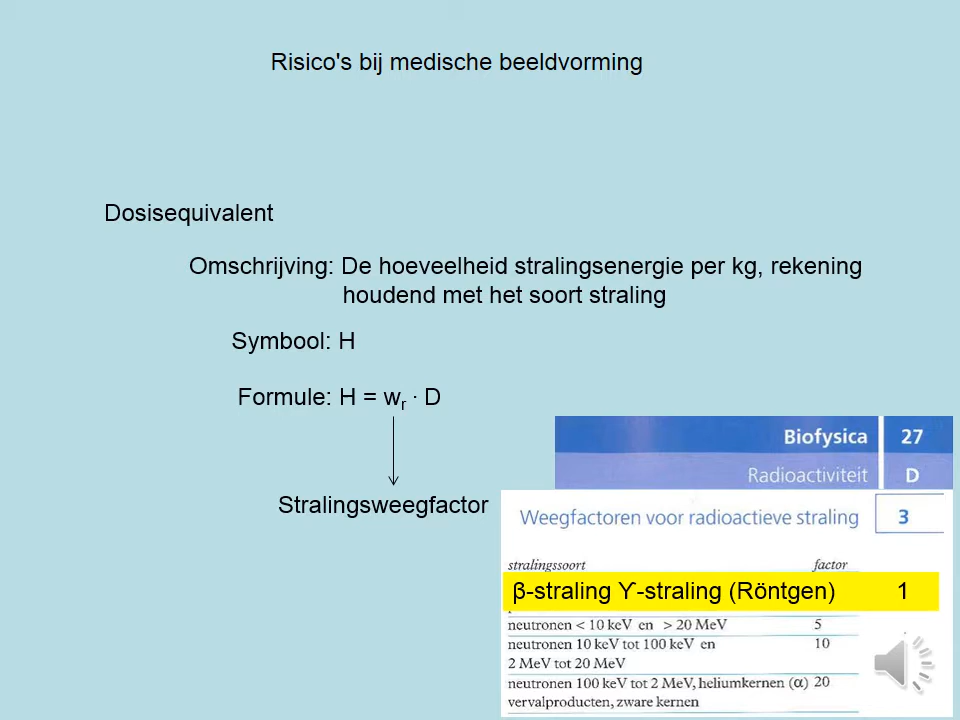 Risico's bij medische beeldvorming
Dosisequivalent
Omschrijving: De hoeveelheid stralingsenergie per kg, rekening
houdend met het soort straling
Symbool: H
Formule: H = wr · D
Stralingsweegfactor
Biofysica 27
Radioactiviteit D
Weegfactoren voor radioactieve straling 3
stralingssoort factor
β-straling ϒ-straling (Röntgen) 1
neutronen < 10 keV en > 20 MeV 5
neutronen 10 keV tot 100 keV en 10
2 MeV tot 20 MeV
neutronen 100 keV tot 2 MeV, heliumkernen (α) 20
vervalproducten, zware kernen